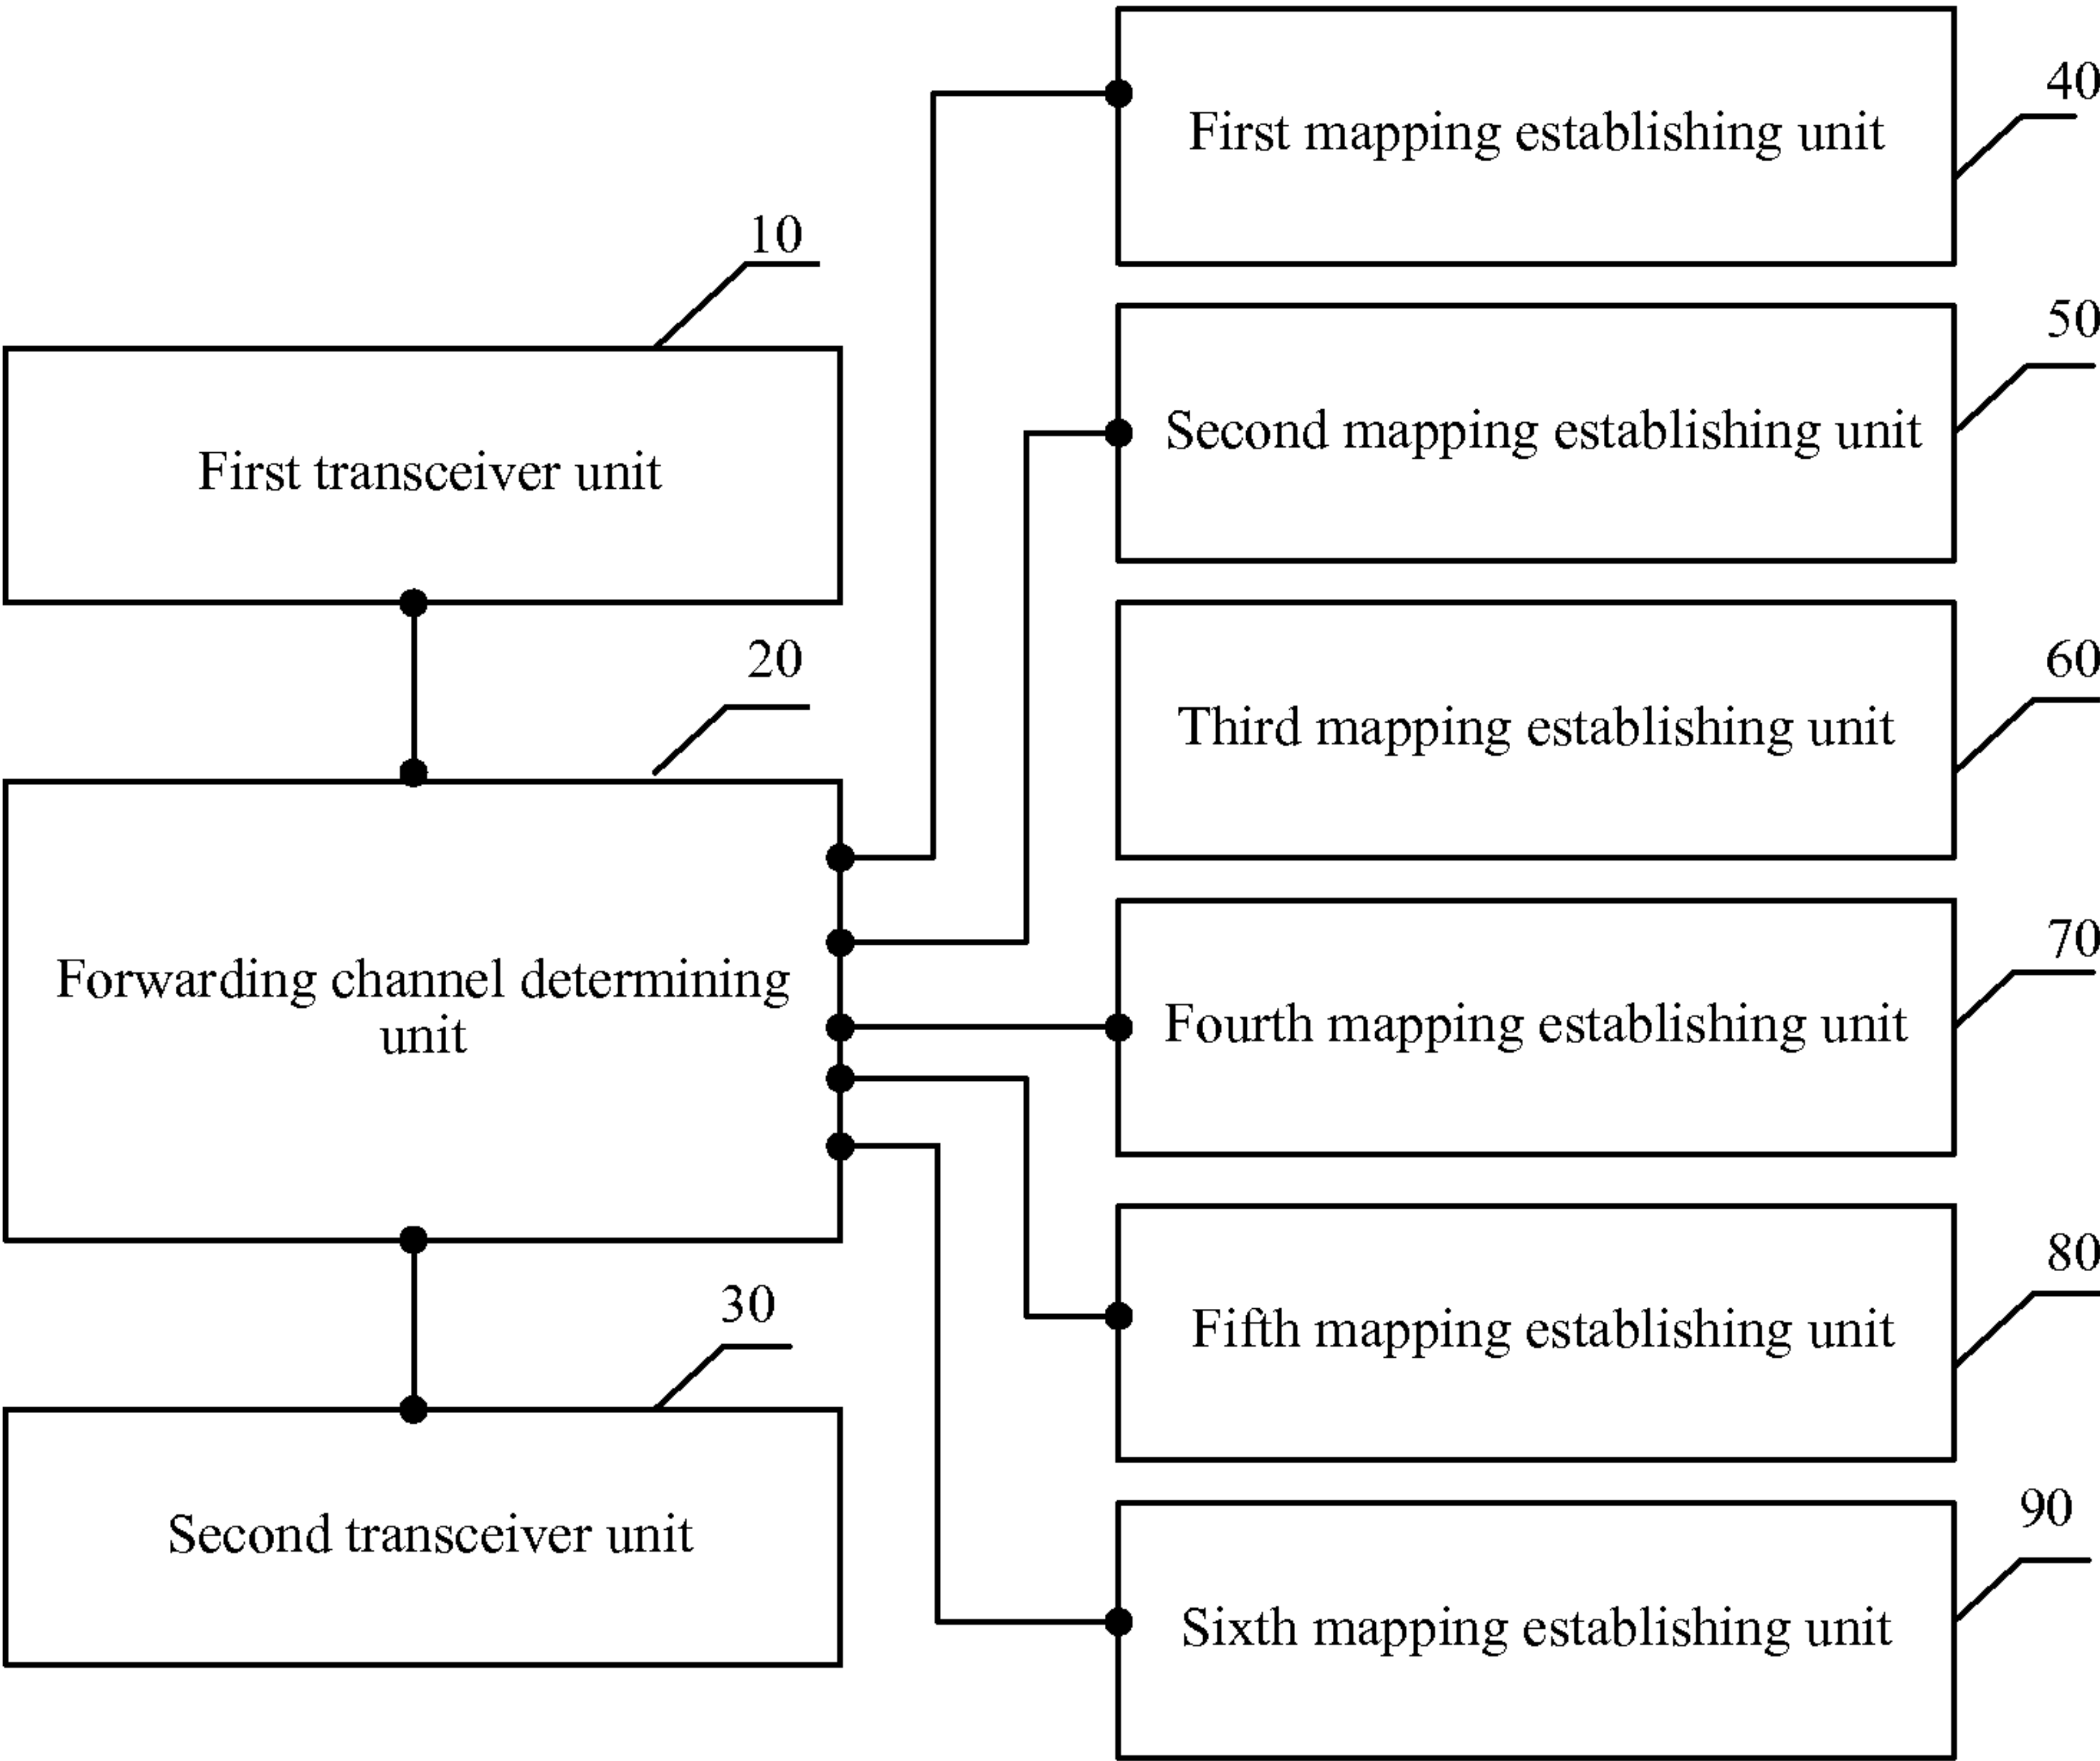 10
First transceiver unit
20
Forwarding channel determining
unit
30
Second transceiver unit
40
First mapping establishing unit
50
Second mapping establishing unit
60
Third mapping establishing unit
70
Fourth mapping establishing unit
80
Fifth mapping establishing unit
90
Sixth mapping establishing unit